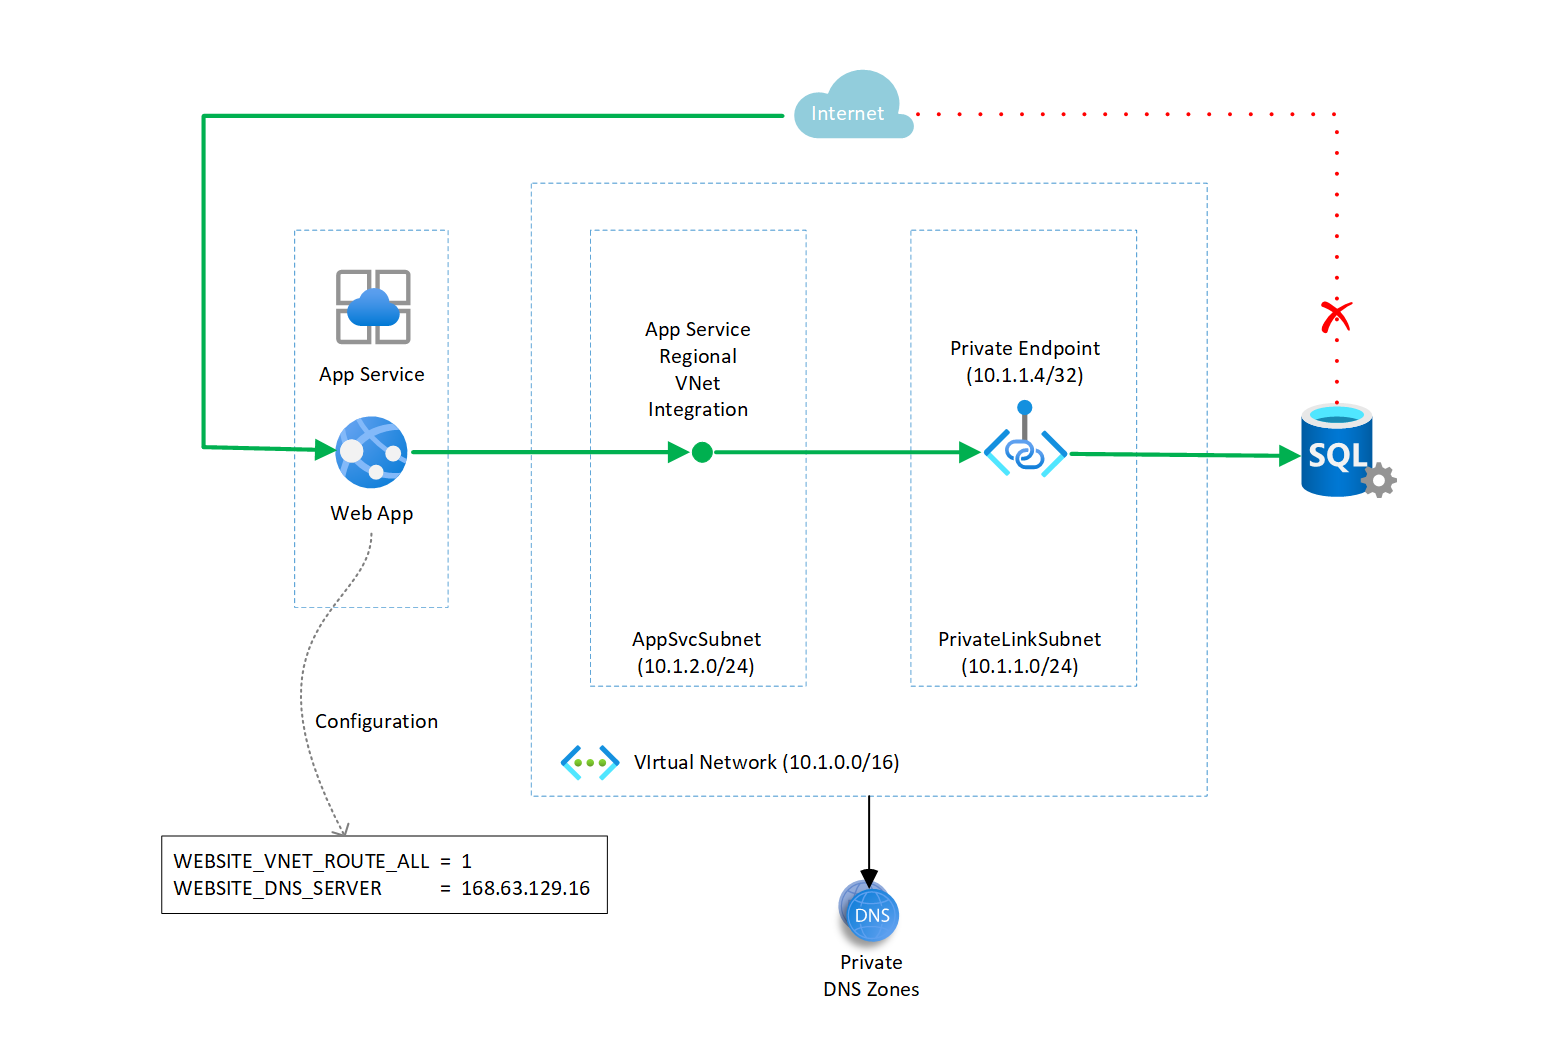 Internet
App Service
Web App
App Service
Regional
VNet
Integration
Private Endpoint
(10.1.1.4/32)
SQL
AppSvcSubnet
(10.1.2.0/24)
PrivateLinkSubnet
(10.1.1.0/24)
Configuration
VIrtual Network (10.1.0.0/16)
WEBSITE_VNET_ROUTE_ALL = 1
WEBSITE_DNS_SERVER = 168.63.129.16
DNS
Private
DNS Zones